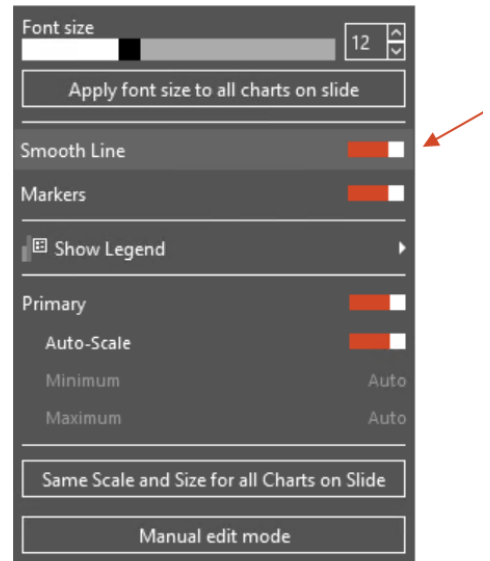 Font size
12
Apply font size to all charts on slide
Smooth Line
Markers
Show Legend
Primary
Auto-Scale
Minimum Auto
Maximum Auto
Same Scale and Size for all Charts on Slide
Manual edit mode